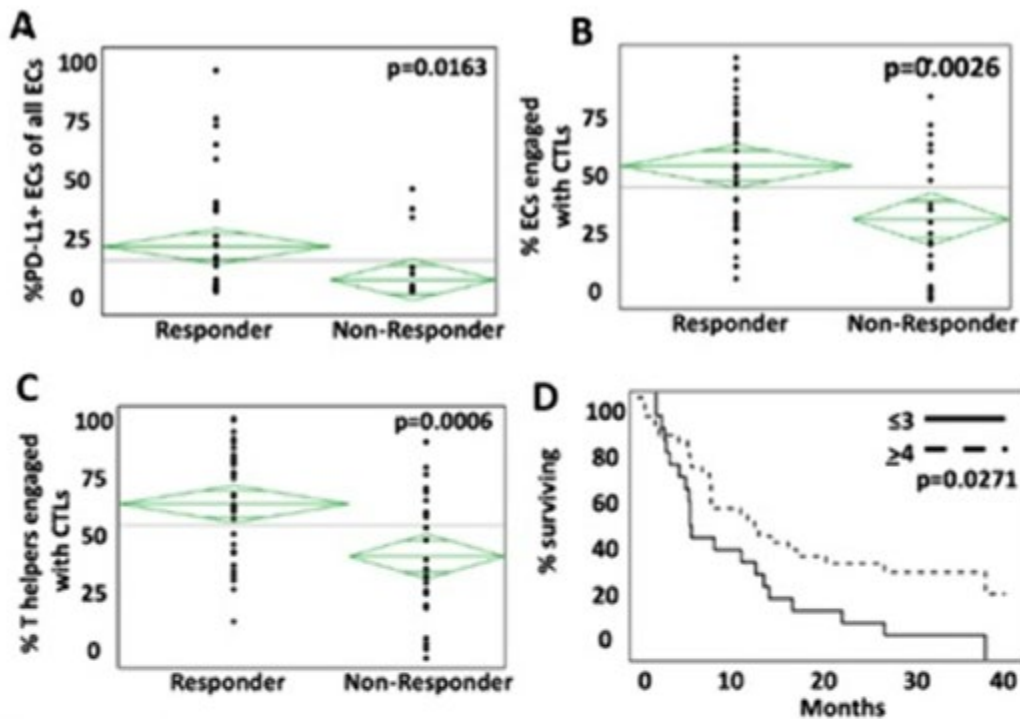 A
%PD-L1+ ECs of all ECs
100
75
50
25
0
p=0.0163
Responder Non-Responder
B
% ECs engaged
with CTLs
75
50
25
0
p=0.0026
Responder Non-Responder
C
% T helpers engaged
with CTLs
100
75
50
25
0
p=0.0006
Responder Non-Responder
D
% surviving
100
80
60
40
20
0
≤3
≥4
p=0.0271
0 10 20 30 40
Months